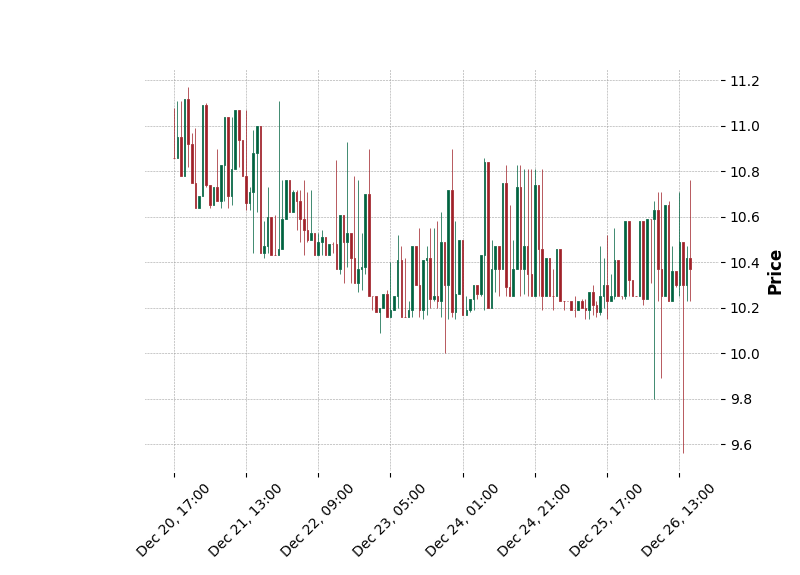 11.2
11.0
10.8
10.6
10.4
10.2
10.0
9.8
9.6
Price
Dec 20, 17:00
Dec 21, 13:00
Dec 22, 09:00
Dec 23, 05:00
Dec 24, 01:00
Dec 24, 21:00
Dec 25, 17:00
Dec 26, 13:00